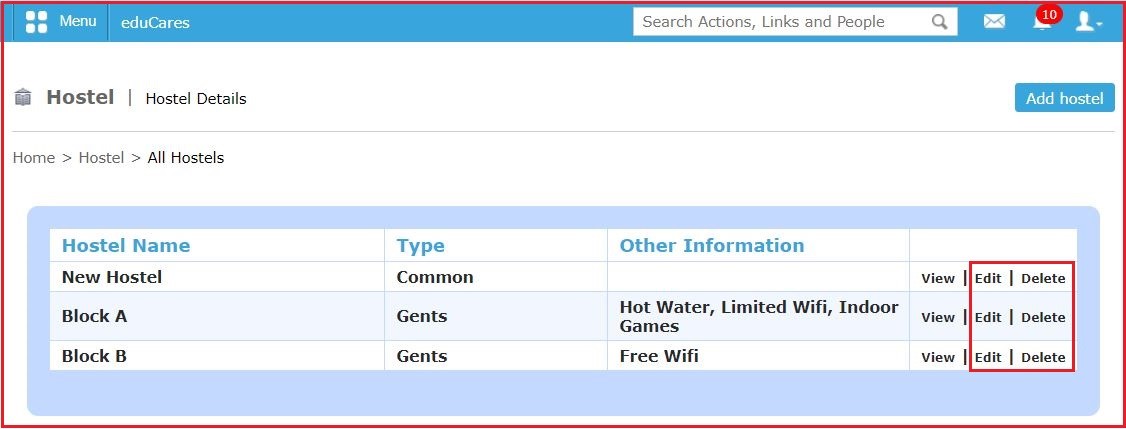 Menu eduCares Search Actions, Links and People 10
Hostel | Hostel Details Add hostel
Home > Hostel > All Hostels
Hostel Name Type Other Information
New Hostel Common View | Edit | Delete
Block A Gents Hot Water, Limited Wifi, Indoor Games View | Edit | Delete
Block B Gents Free Wifi View | Edit | Delete